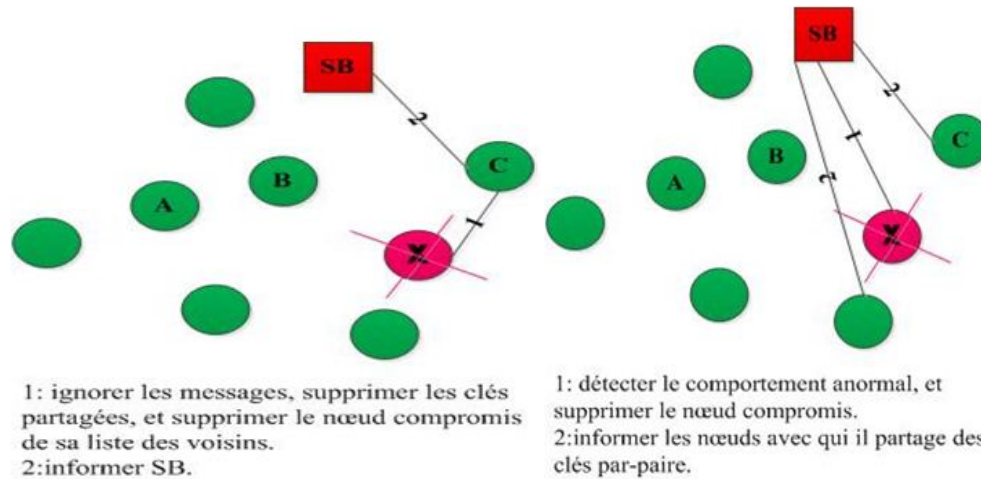 SB
2
C
B
A
1
X
1: ignorer les messages, supprimer les clés
partagées, et supprimer le nœud compromis
de sa liste des voisins.
2:informer SB.
SB
2
1
B
C
A
2
X
1: détecter le comportement anormal, et
supprimer le nœud compromis.
2:informer les nœuds avec qui il partage des
clés par-paire.